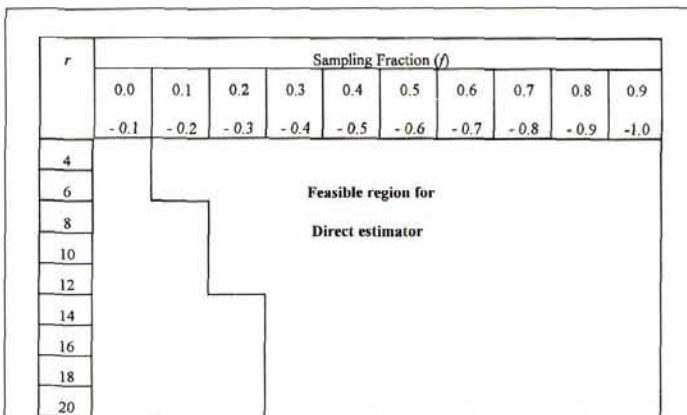 r
Sampling Fraction (f)
0.0 0.1 0.2 0.3 0.4 0.5 0.6 0.7 0.8 0.9
- 0.1 - 0.2 - 0.3 - 0.4 - 0.5 - 0.6 - 0.7 - 0.8 - 0.9 -1.0
4
6 Feasible region for
8 Direct estimator
10
12
14
16
18
20